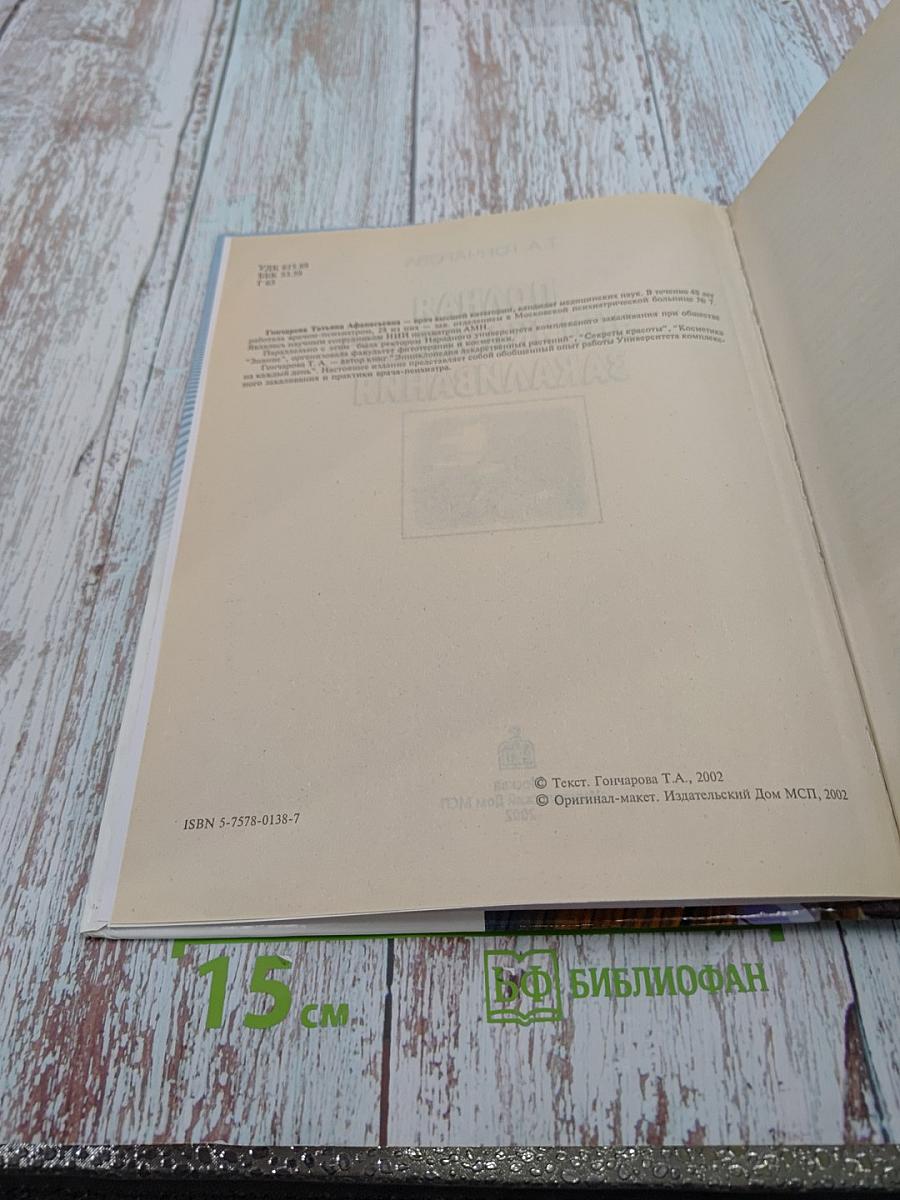 УДК 615.89
ББК 53.59
Г 65
Гончарова Татьяна Афанасьевна — врач высшей категории, кандидат медицинских наук. В течение 48 лет
работала врачом-психиатром, 28 из них — зав. отделением в Московской психиатрической больнице № 7.
Являлась научным сотрудником НИИ психиатрии АМН.
Параллельно с этим была ректором Народного Университета комплексного закаливания при обществе
"Знание", организовала факультет фитотерапии и косметики.
Гончарова Т. А. — автор книг "Энциклопедия лекарственных растений", "Секреты красоты", "Косметика
на каждый день". Настоящее издание представляет собой обобщенный опыт работы Университета комплекс-
ного закаливания и практики врача-психиатра.
© Текст. Гончарова Т.А., 2002
© Оригинал-макет. Издательский Дом МСП, 2002
ISBN 5-7578-0138-7
15 см
БФ БИБЛИОФАН